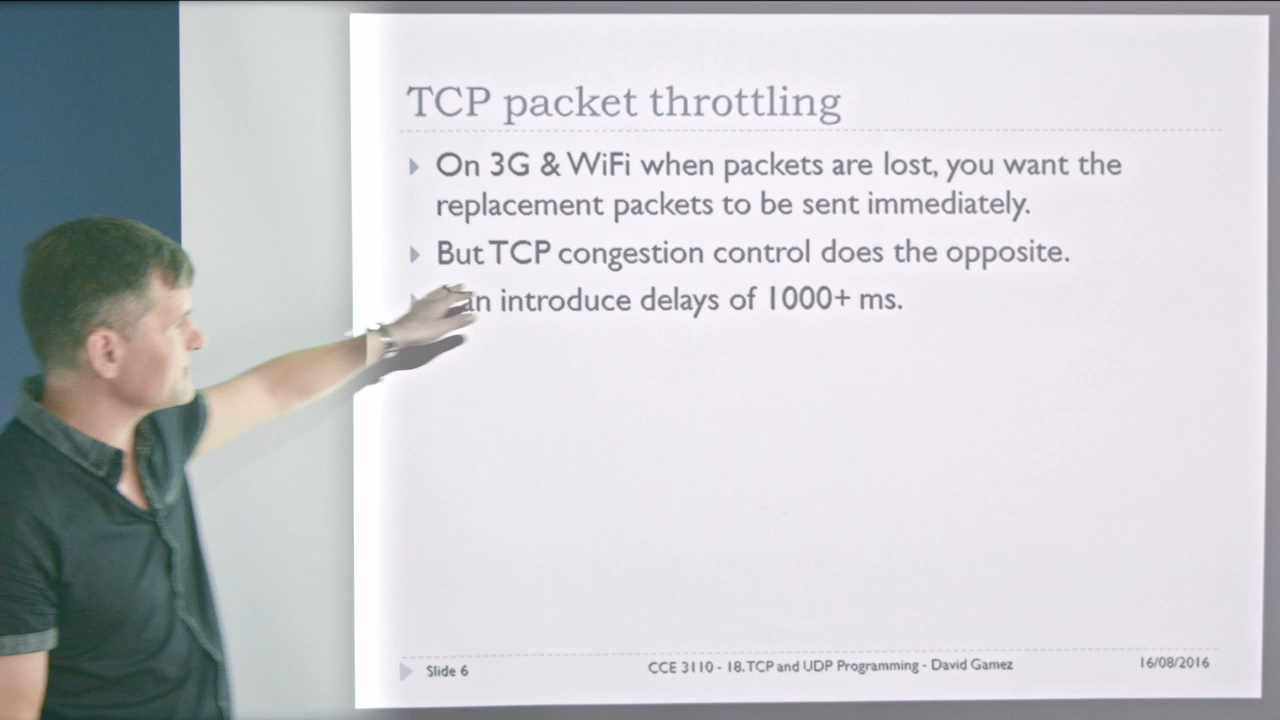 TCP packet throttling
On 3G & WiFi when packets are lost, you want the
replacement packets to be sent immediately.
But TCP congestion control does the opposite.
introduce delays of 1000+ ms.
Slide 6
CCE 3110 - 18. TCP and UDP Programming - David Gamez
16/08/2016